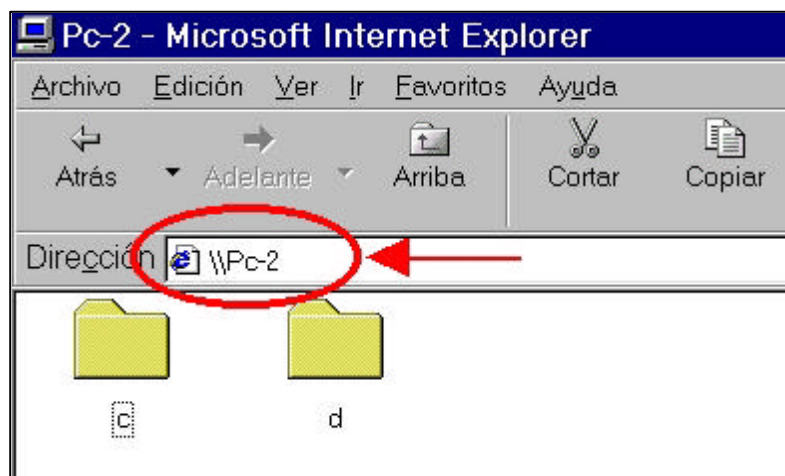 Pc-2 - Microsoft Internet Explorer
Archivo Edición Ver Ir Favoritos Ayuda
Atrás Adelante Arriba Cortar Copiar
Dirección \\Pc-2
c d